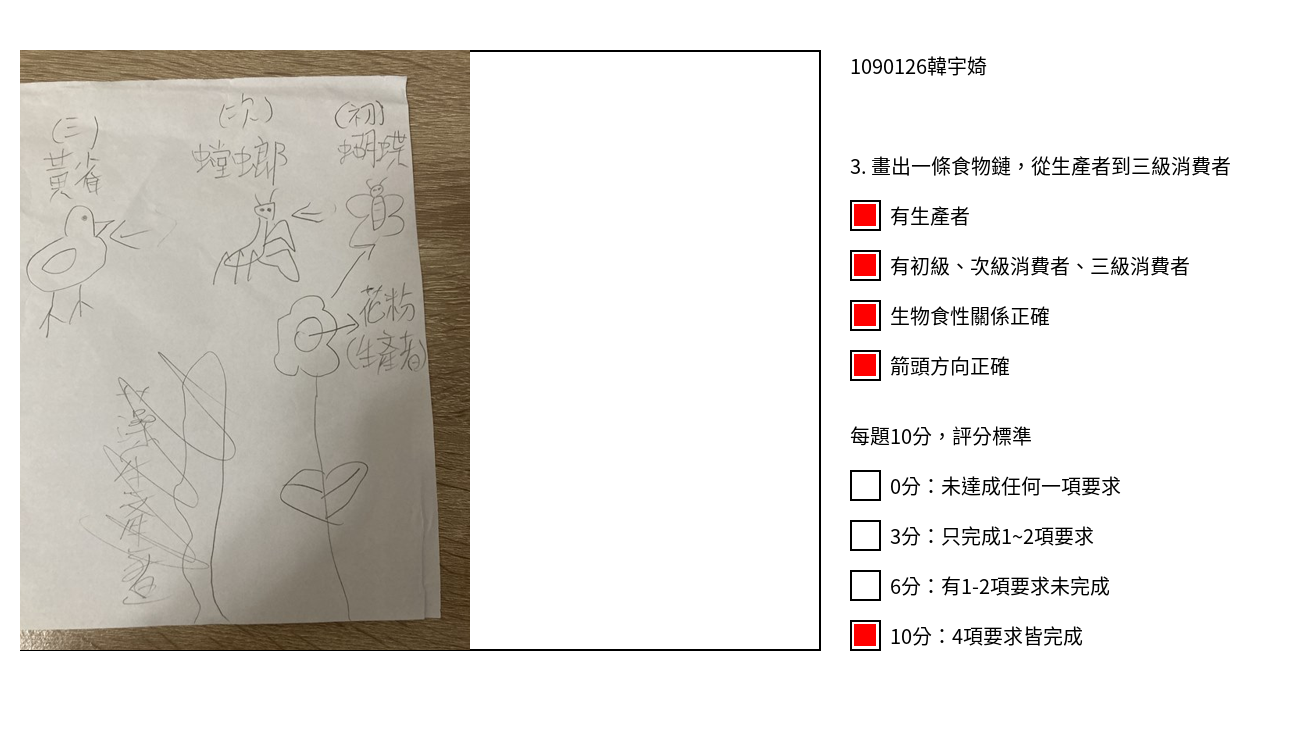 (三)
黃雀
(次)
螳螂
(初)
蝴蝶
花粉
(生產者)
1090126韓宇婍
3. 畫出一條食物鏈，從生產者到三級消費者
有生產者
有初級、次級消費者、三級消費者
生物食性關係正確
箭頭方向正確
每題10分，評分標準
0分：未達成任何一項要求
3分：只完成1~2項要求
6分：有1-2項要求未完成
10分：4項要求皆完成